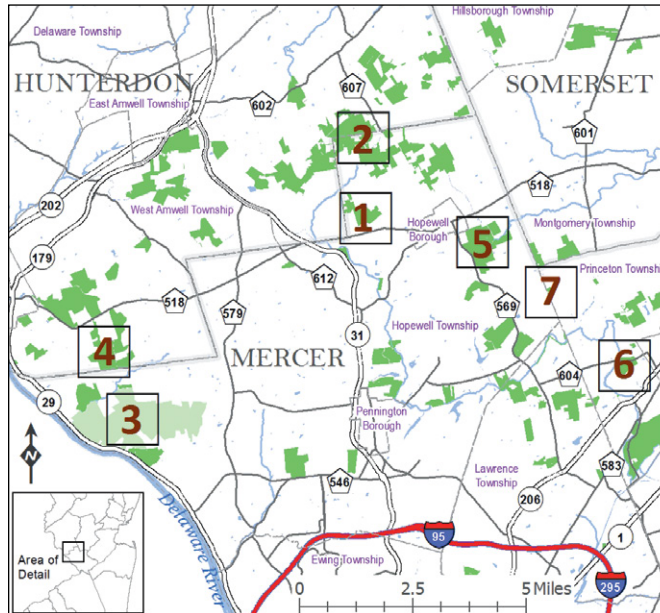 Hillsborough Township
Delaware Township
HUNTERDON
SOMERSET
East Amwell Township
607
602
2
601
202
West Amwell Township
518
1
Hopewell
Borough
5
Montgomery Township
179
612
7
Princeton Townshi
518
579
569
31
Hopewell Township
4
MERCER
604
6
29
3
N
Pennington
Borough
583
Lawrence
Township
546
206
1
Delaware River
Area of
Detail
95
Ewing Township
295
0
2.5
5 Miles